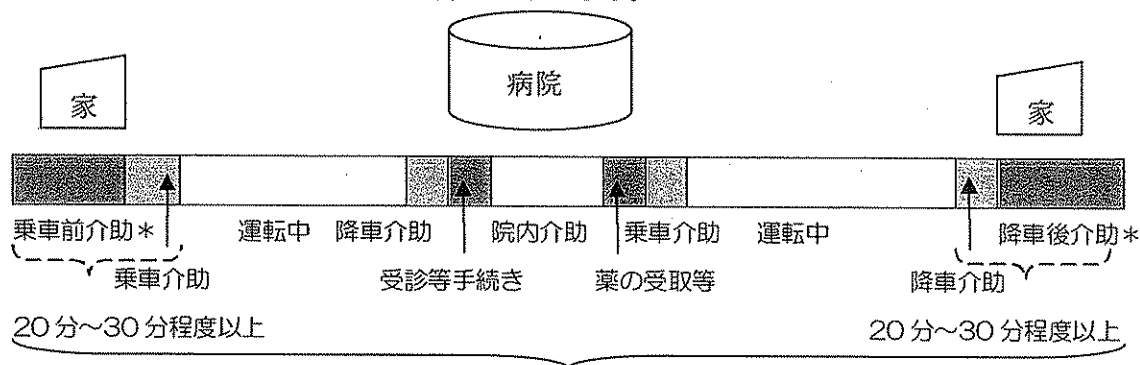 病院
家
家
乗車前介助* 運転中 降車介助 院内介助 乗車介助 運転中 降車後介助*
乗車介助 受診等手続き 薬の受取等 降車介助
20分~30分程度以上 20分~30分程度以上